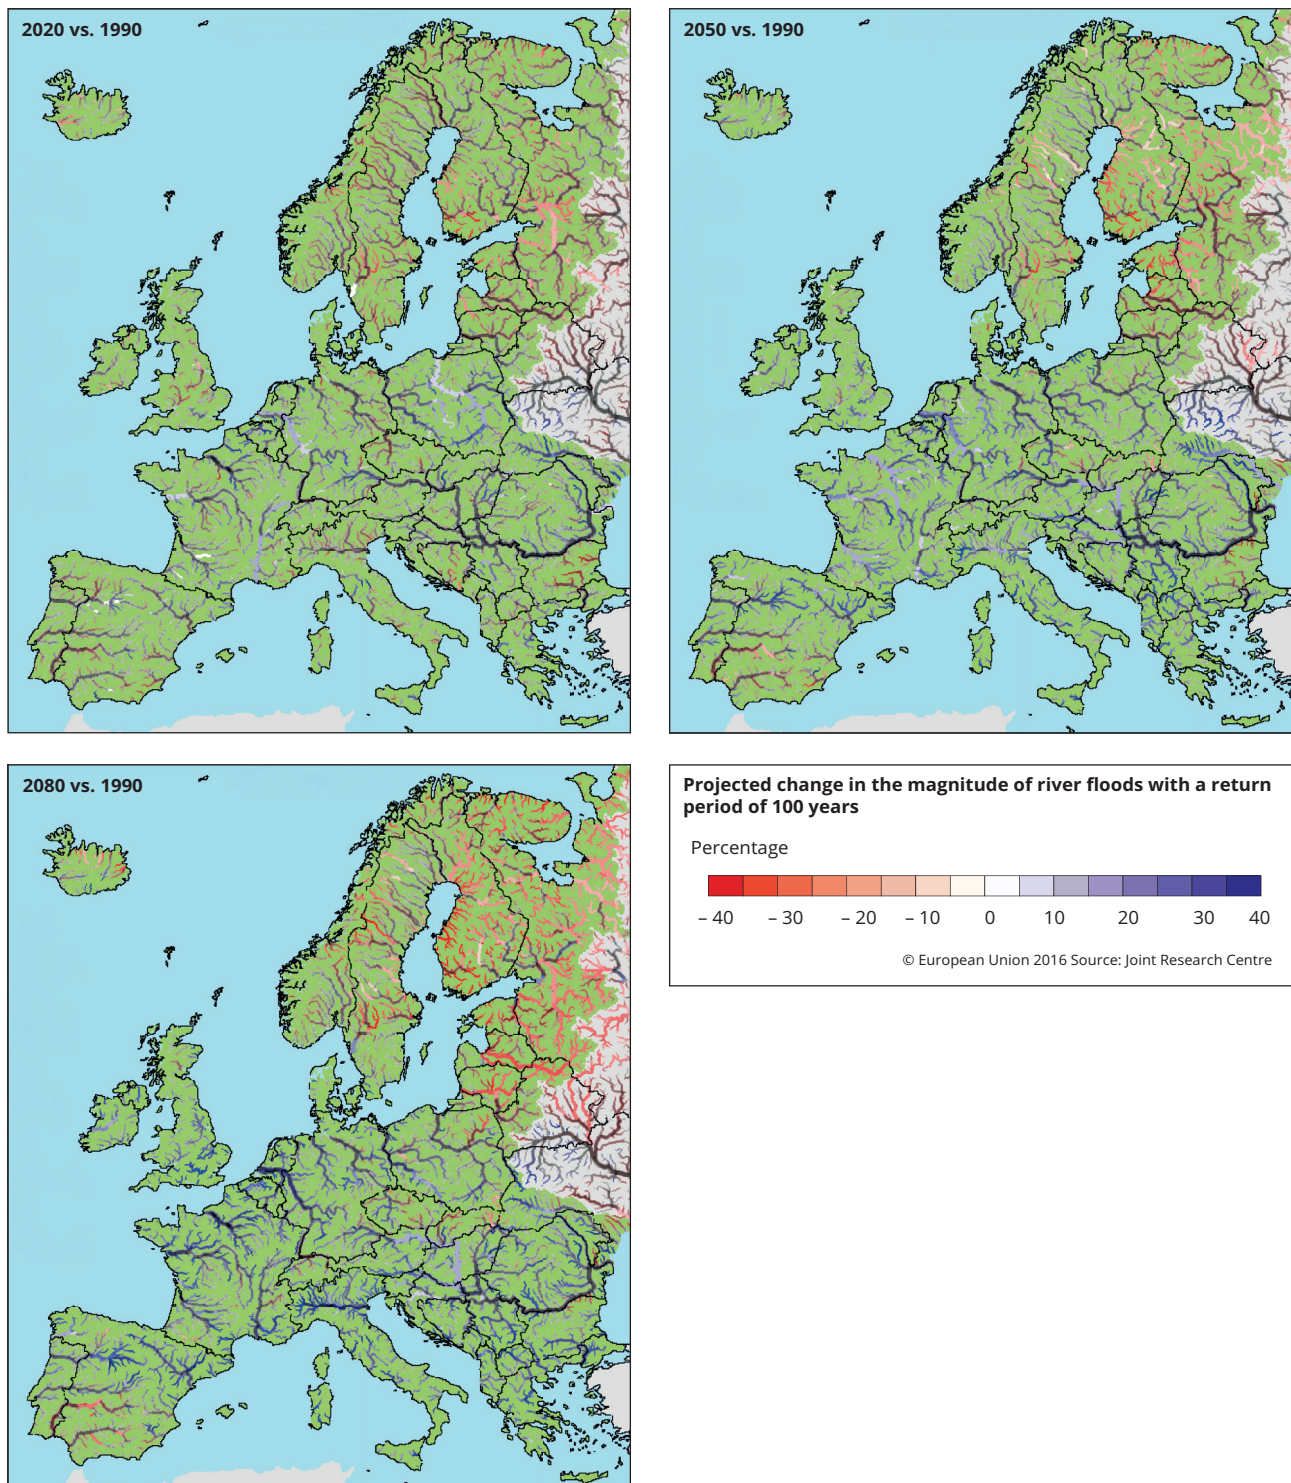 2020 vs. 1990
2050 vs. 1990
2080 vs. 1990
Projected change in the magnitude of river floods with a return
period of 100 years
Percentage
– 40 – 30 – 20 – 10 0 10 20 30 40
© European Union 2016 Source: Joint Research Centre